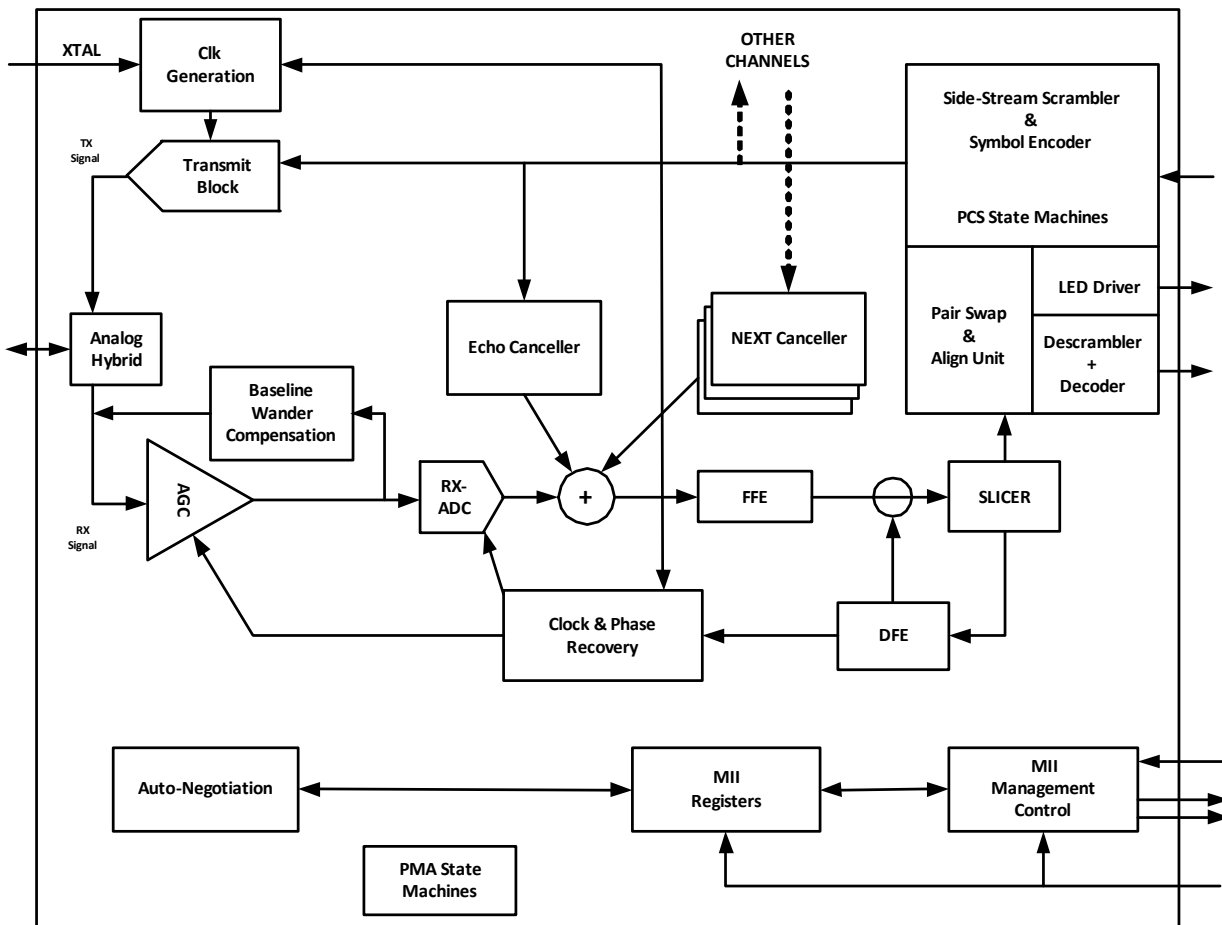 XTAL
Clk
Generation
OTHER
CHANNELS
Side-Stream Scrambler
&
Symbol Encoder
PCS State Machines
TX
Signal
Transmit
Block
LED Driver
Pair Swap
&
Align Unit
Descrambler
+
Decoder
Analog
Hybrid
Echo Canceller
NEXT Canceller
Baseline
Wander
Compensation
AGC
RX-
ADC
+
FFE
SLICER
RX
Signal
Clock & Phase
Recovery
DFE
Auto-Negotiation
MII
Registers
MII
Management
Control
PMA State
Machines